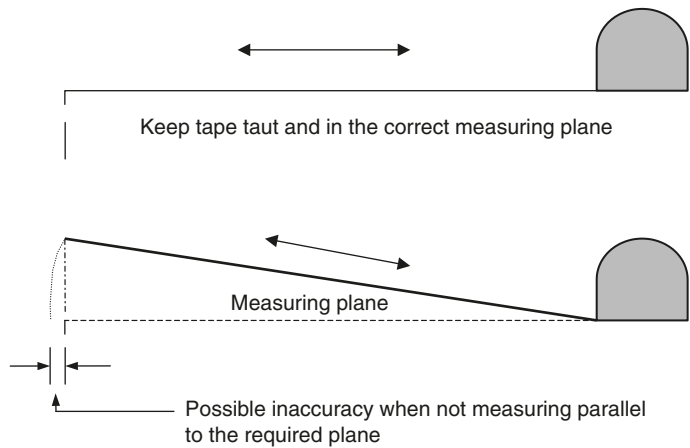 Keep tape taut and in the correct measuring plane
Measuring plane
Possible inaccuracy when not measuring parallel
to the required plane